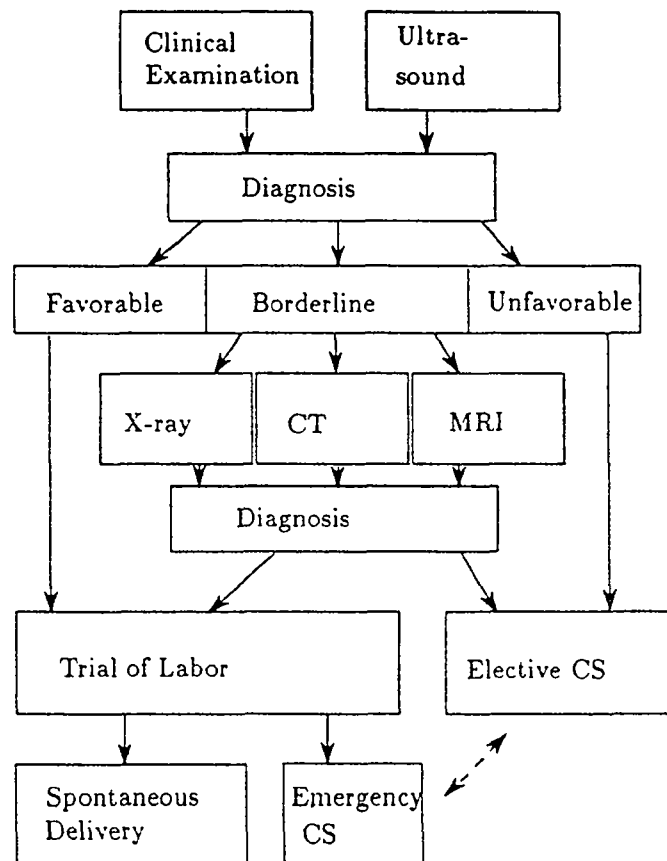 Clinical
Examination
Ultra-
sound
Diagnosis
Favorable
Borderline
Unfavorable
X-ray
CT
MRI
Diagnosis
Trial of Labor
Elective CS
Spontaneous
Delivery
Emergency
CS